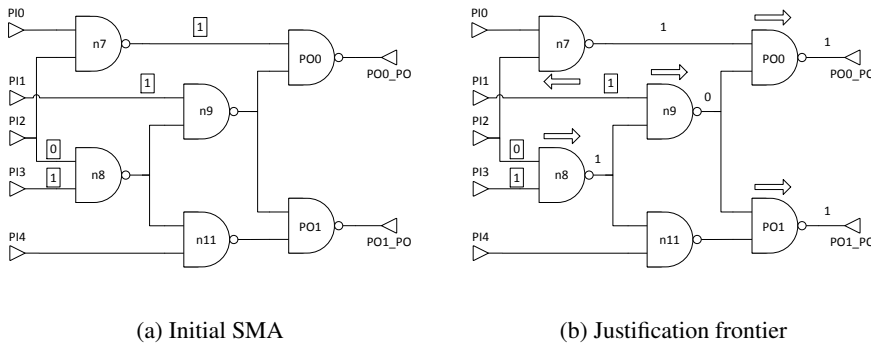 PI0
n7
1
PO0
PO0_PO
PI1
1
n9
PI2
0
PI3
1
n8
PI4
n11
PO1
PO1_PO
(a) Initial SMA
PI0
n7
1
PO0
1
PO0_PO
PI1
1
n9
0
PI2
0
PI3
1
n8
1
PI4
n11
PO1
1
PO1_PO
(b) Justification frontier